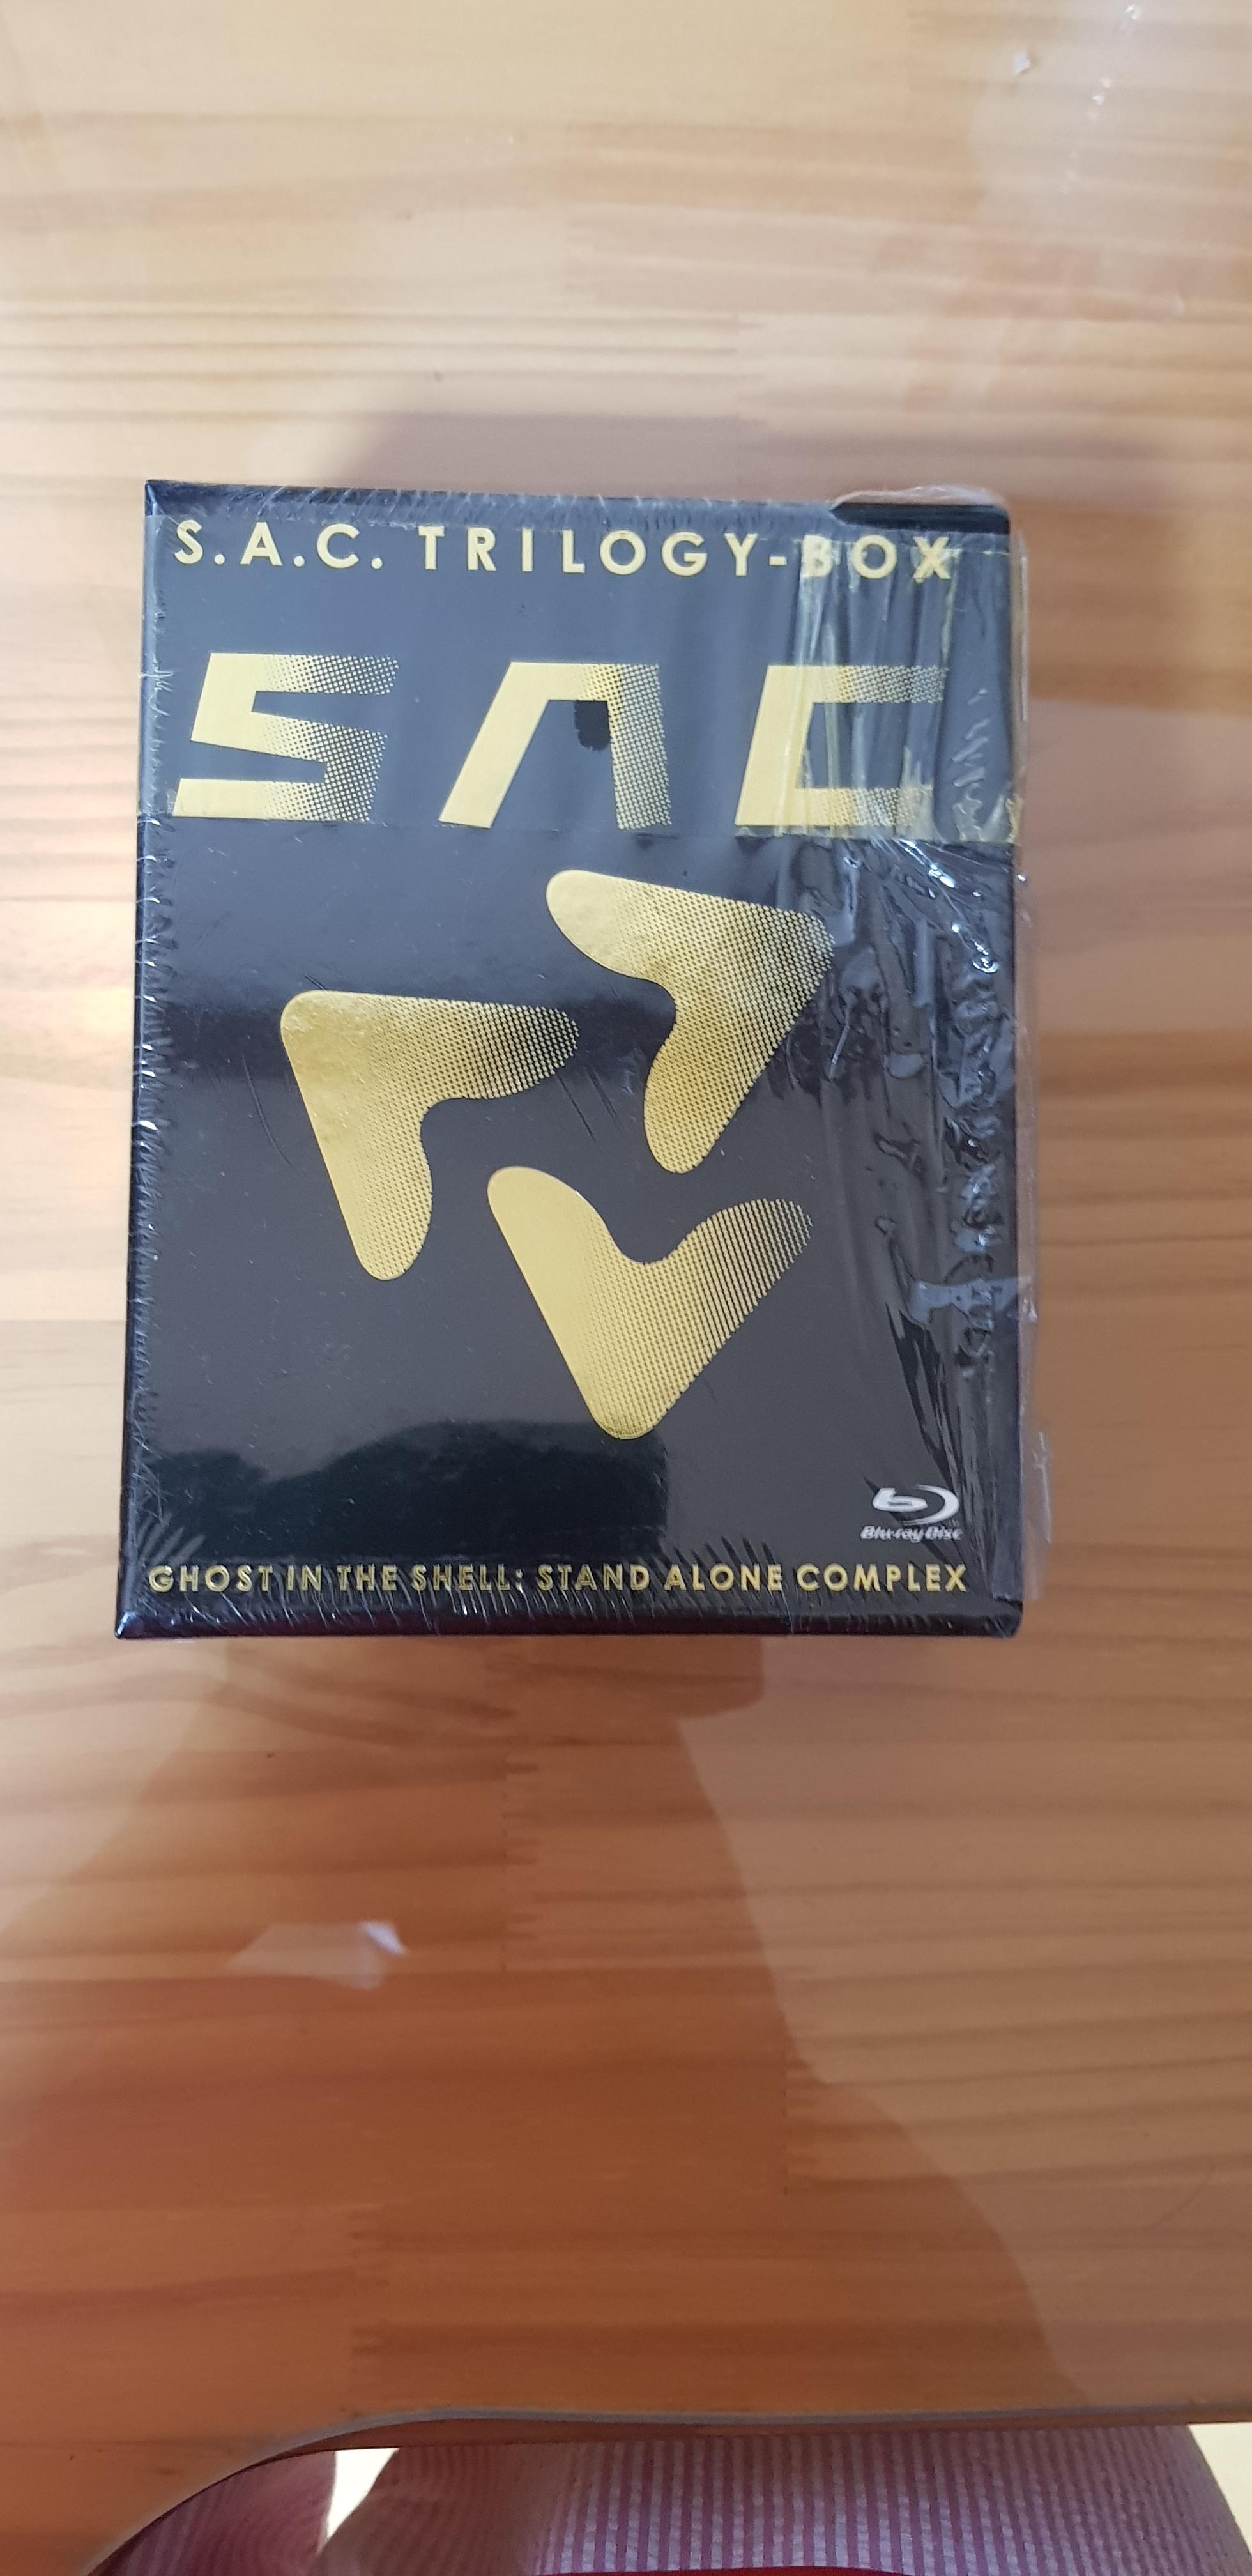 S.A.C. TRILOGY-BOX
SAC
Blu-ray Disc
GHOST IN THE SHELL: STAND ALONE COMPLEX